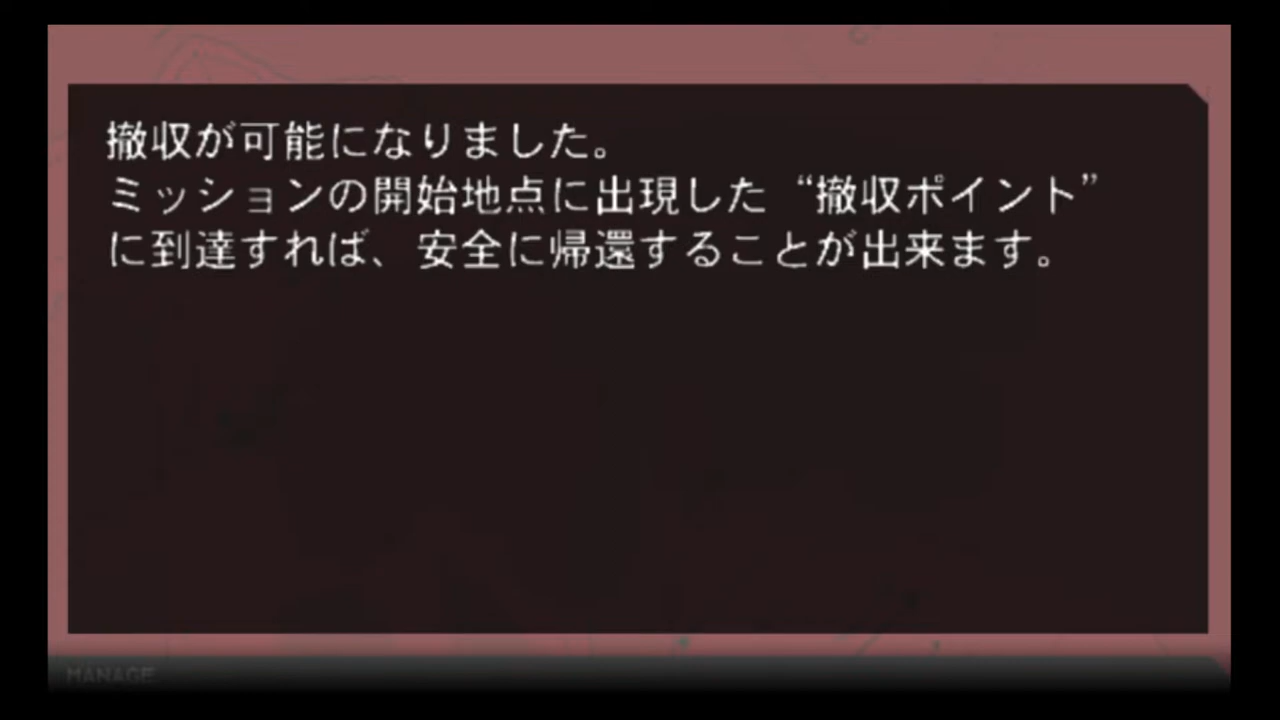 撤収が可能になりました。
ミッションの開始地点に出現した“撤収ポイント”
に到達すれば、安全に帰還することが出来ます。
MANAGE